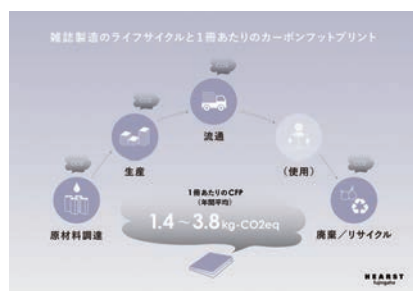 雑誌製造のライフサイクルと1冊あたりのカーボンフットプリント
流通
生産
(使用)
原材料調達
廃棄／リサイクル
1冊あたりのCFP
(年間平均)
1.4～3.8kg-CO2eq
HEARST
fujingaho